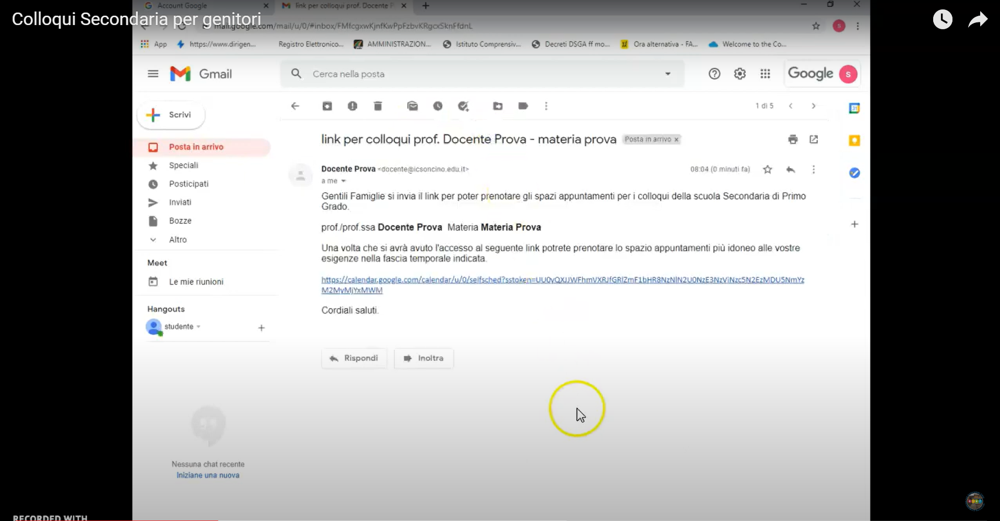 Colloqui Secondaria per genitori
Account Google
link per colloqui prof. Docente P
mail.google.com/mail/u/0/#inbox/FMfcgxwKjnfKwPpFzbvKRgcxSknFfdnL
App https://www.dirigen... Registro Elettronico... AMMINISTRAZION... Istituto Comprensiv... Decreti DSGA ff mo... Ora alternativa - FA... Welcome to the Co...
Gmail
Cerca nella posta
Google S
Scrivi
1 di 5
31
Posta in arrivo
Speciali
Posticipati
Inviati
Bozze
Altro
Meet
Le mie riunioni
Hangouts
studente
Nessuna chat recente
Iniziane una nuova
link per colloqui prof. Docente Prova - materia prova Posta in arrivo x
Docente Prova <docente@icsoncino.edu.it> 08:04 (0 minuti fa)
a me
Gentili Famiglie si invia il link per poter prenotare gli spazi appuntamenti per i colloqui della scuola Secondaria di Primo
Grado.
prof./prof.ssa Docente Prova Materia Materia Prova
Una volta che si avrà avuto l'accesso al seguente link potrete prenotare lo spazio appuntamenti più idoneo alle vostre
esigenze nella fascia temporale indicata.
https://calendar.google.com/calendar/u/0/selfsched?sstoken=UU0yQXJJWFhmVXRJfGRlZmF1bHR8NzNlN2U0NzE3NzViNzc5N2EzMDU5NmYz
M2MyMjYxMWM
Cordiali saluti.
Rispondi
Inoltra
RECORDED WITH